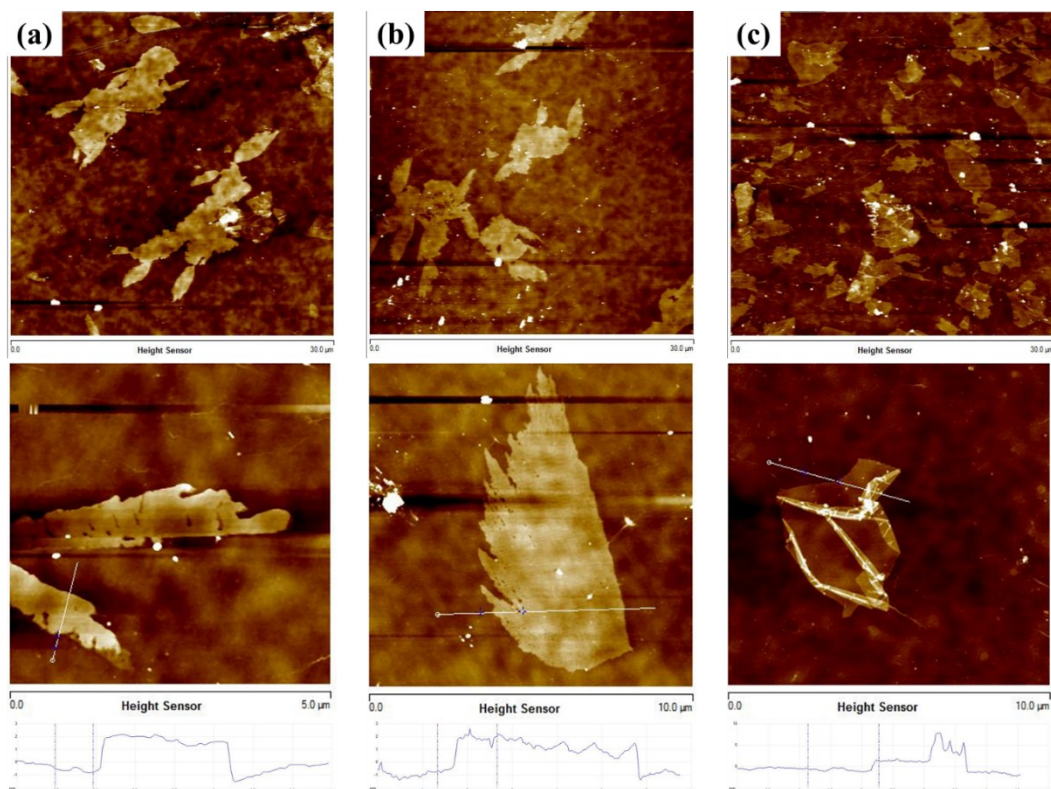 (a)
(b)
(c)
0.0 Height Sensor 30.0 µm
0.0 Height Sensor 30.0 µm
0.0 Height Sensor 30.0 µm
0.0 Height Sensor 5.0 µm
0.0 Height Sensor 10.0 µm
0.0 Height Sensor 10.0 µm